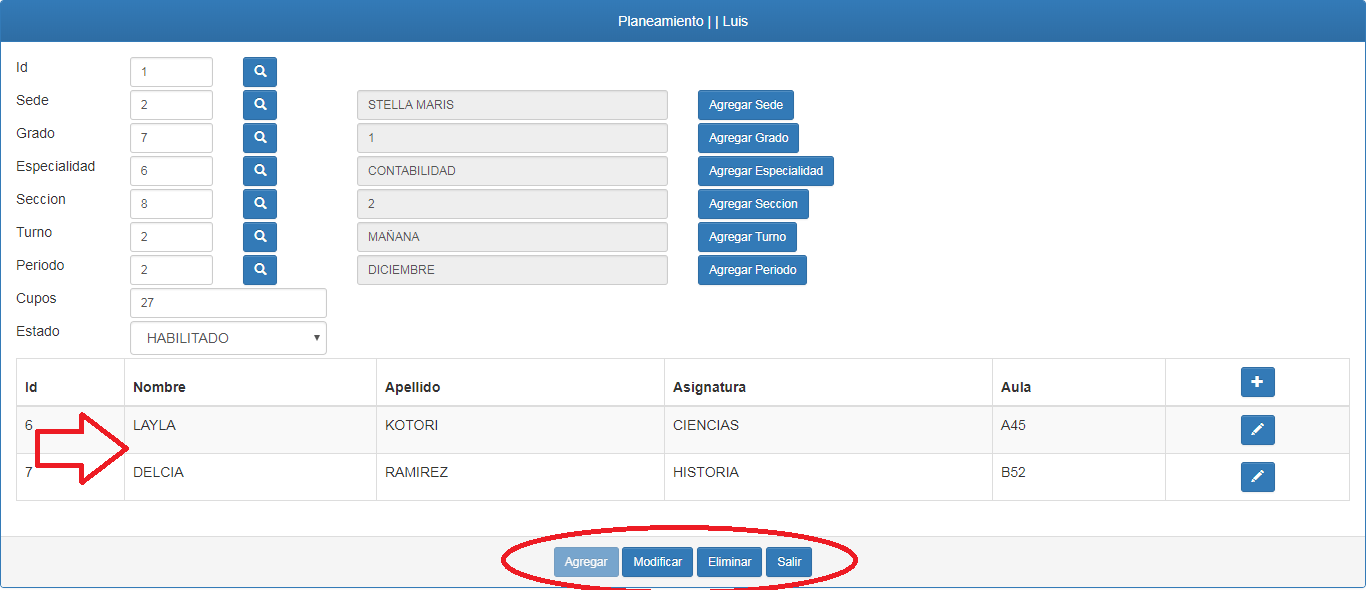 Planeamiento | | Luis
Id 1
Sede 2 STELLA MARIS Agregar Sede
Grado 7 1 Agregar Grado
Especialidad 6 CONTABILIDAD Agregar Especialidad
Seccion 8 2 Agregar Seccion
Turno 2 MAÑANA Agregar Turno
Periodo 2 DICIEMBRE Agregar Periodo
Cupos 27
Estado HABILITADO
Id Nombre Apellido Asignatura Aula
6 LAYLA KOTORI CIENCIAS A45
7 DELCIA RAMIREZ HISTORIA B52
Agregar Modificar Eliminar Salir